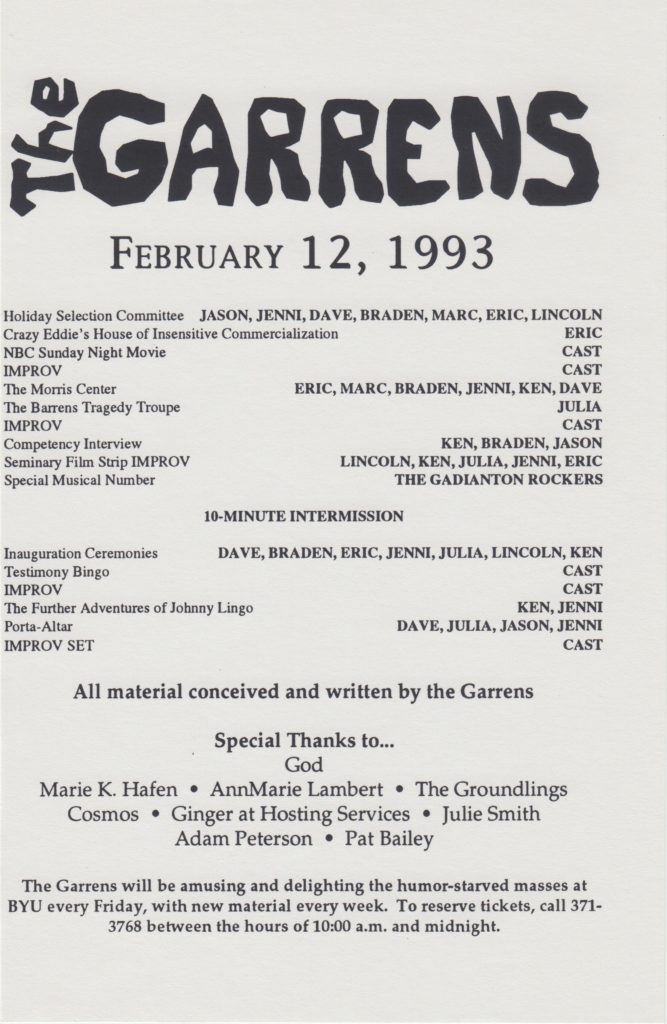 The GARRENS
FEBRUARY 12, 1993
Holiday Selection Committee JASON, JENNI, DAVE, BRADEN, MARC, ERIC, LINCOLN
Crazy Eddie's House of Insensitive Commercialization ERIC
NBC Sunday Night Movie CAST
IMPROV CAST
The Morris Center ERIC, MARC, BRADEN, JENNI, KEN, DAVE
The Barrens Tragedy Troupe JULIA
IMPROV CAST
Competency Interview KEN, BRADEN, JASON
Seminary Film Strip IMPROV LINCOLN, KEN, JULIA, JENNI, ERIC
Special Musical Number THE GADIANTON ROCKERS
10-MINUTE INTERMISSION
Inauguration Ceremonies DAVE, BRADEN, ERIC, JENNI, JULIA, LINCOLN, KEN
Testimony Bingo CAST
IMPROV CAST
The Further Adventures of Johnny Lingo KEN, JENNI
Porta-Altar DAVE, JULIA, JASON, JENNI
IMPROV SET CAST
All material conceived and written by the Garrens
Special Thanks to...
God
Marie K. Hafen • AnnMarie Lambert • The Groundlings
Cosmos • Ginger at Hosting Services • Julie Smith
Adam Peterson • Pat Bailey
The Garrens will be amusing and delighting the humor-starved masses at
BYU every Friday, with new material every week. To reserve tickets, call 371-
3768 between the hours of 10:00 a.m. and midnight.